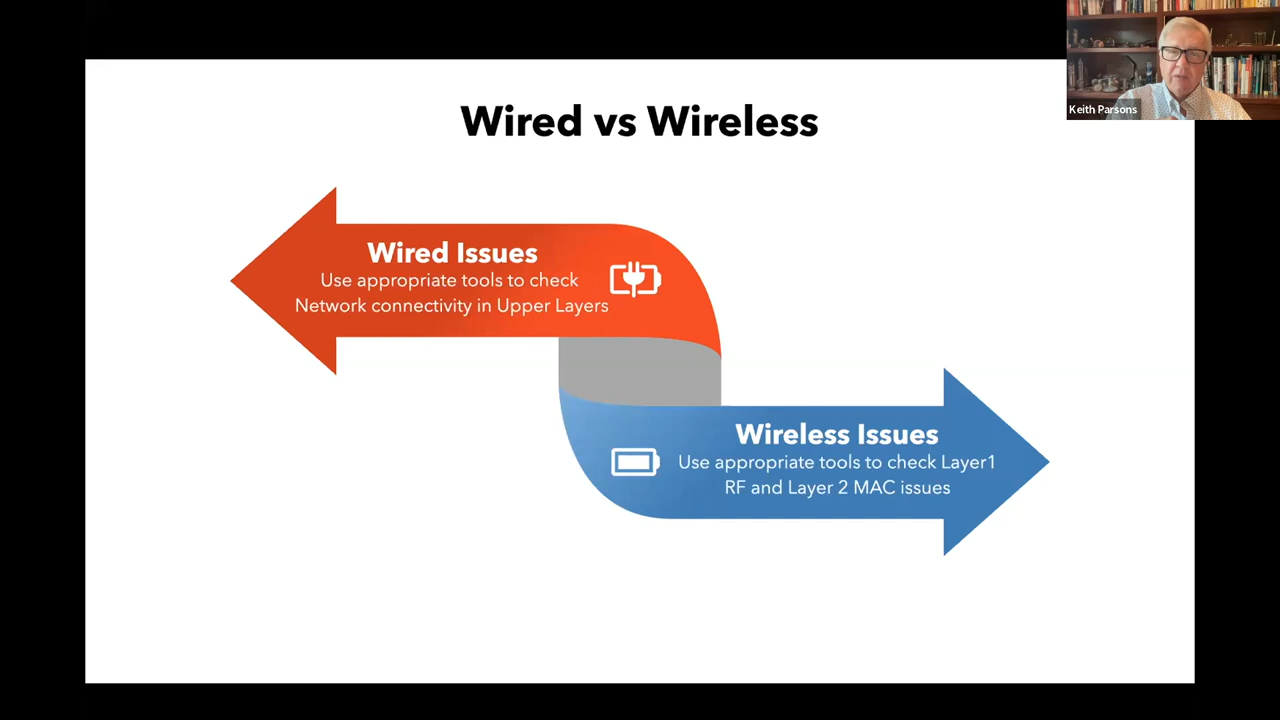 Keith Parsons
Wired vs Wireless
Wired Issues
Use appropriate tools to check
Network connectivity in Upper Layers
Wireless Issues
Use appropriate tools to check Layer1
RF and Layer 2 MAC issues